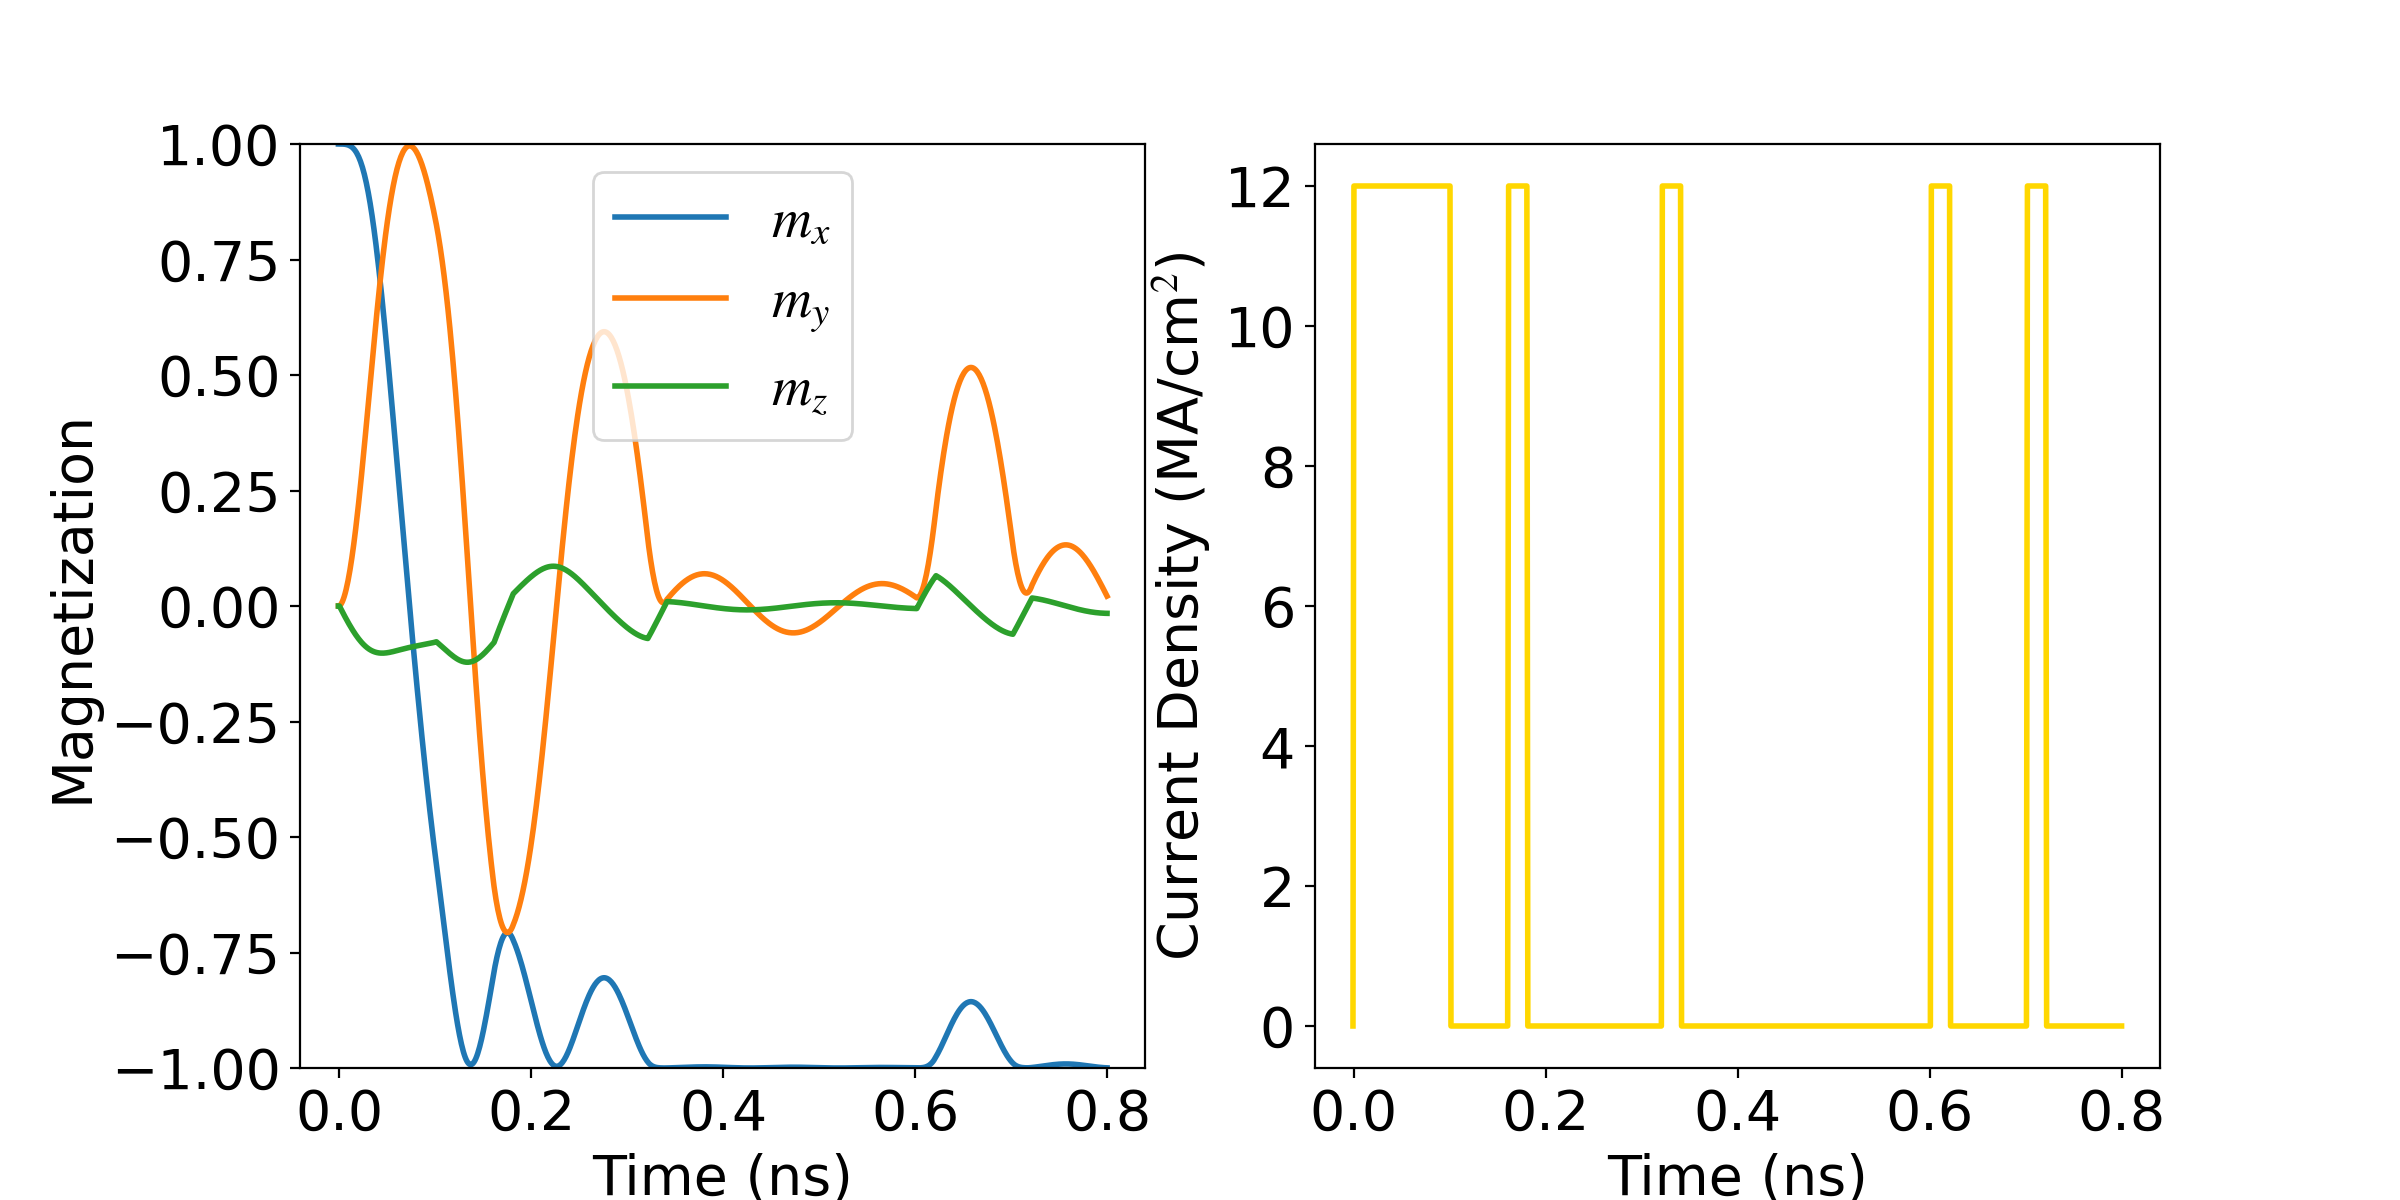 1.00
0.75
0.50
0.25
0.00
−0.25
−0.50
−0.75
−1.00
Magnetization
m_x
m_y
m_z
0.0 0.2 0.4 0.6 0.8
Time (ns)
12
10
8
6
4
2
0
Current Density (MA/cm²)
0.0 0.2 0.4 0.6 0.8
Time (ns)